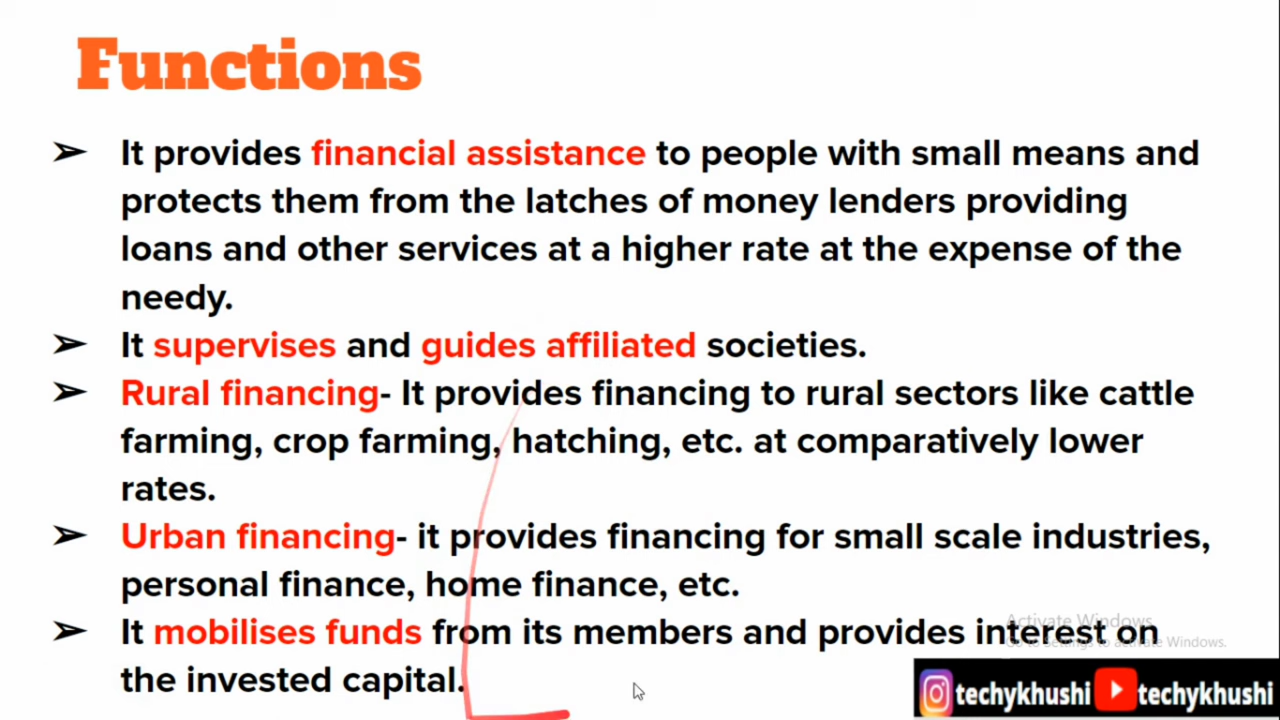 Functions
➢ It provides financial assistance to people with small means and
protects them from the latches of money lenders providing
loans and other services at a higher rate at the expense of the
needy.
➢ It supervises and guides affiliated societies.
➢ Rural financing- It provides financing to rural sectors like cattle
farming, crop farming, hatching, etc. at comparatively lower
rates.
➢ Urban financing- it provides financing for small scale industries,
personal finance, home finance, etc.
➢ It mobilises funds from its members and provides interest on
the invested capital.
Activate Windows
Go to Settings to activate Windows.
techykhushi techykhushi